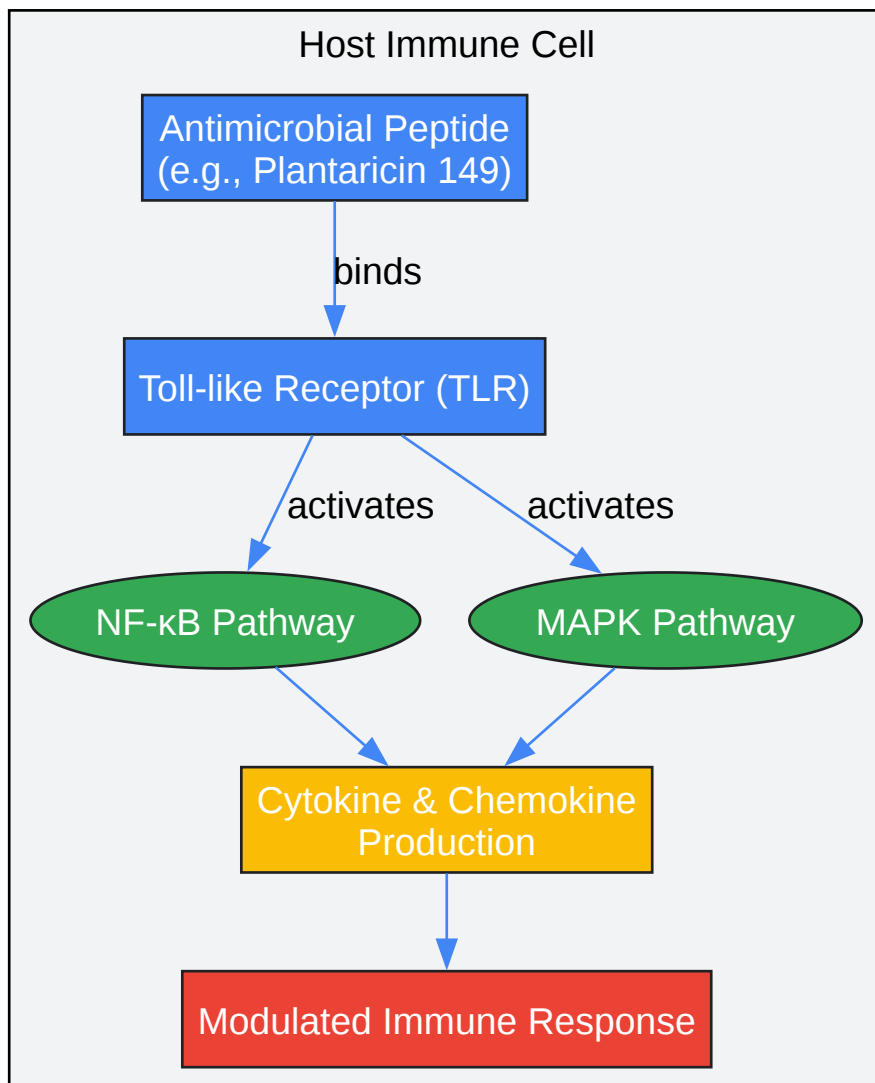 Host Immune Cell
Antimicrobial Peptide
(e.g., Plantaricin 149)
binds
Toll-like Receptor (TLR)
activates
activates
NF-κB Pathway
MAPK Pathway
Cytokine & Chemokine
Production
Modulated Immune Response